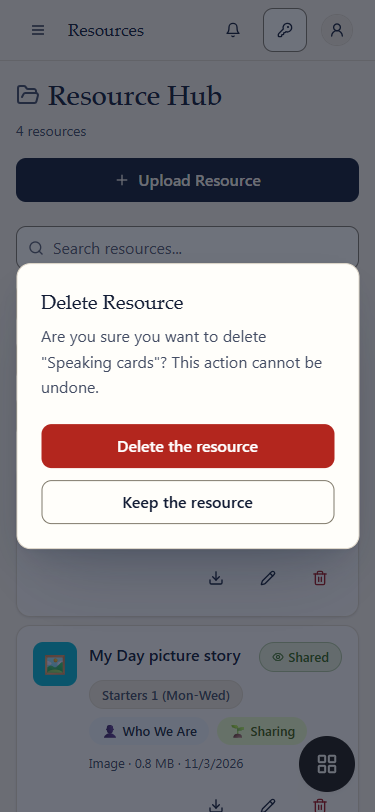 Resources
Resource Hub
4 resources
Upload Resource
Search resources...
Delete Resource
Are you sure you want to delete
"Speaking cards"? This action cannot be
undone.
Delete the resource
Keep the resource
My Day picture story
Shared
Starters 1 (Mon-Wed)
Who We Are
Sharing
Image · 0.8 MB · 11/3/2026